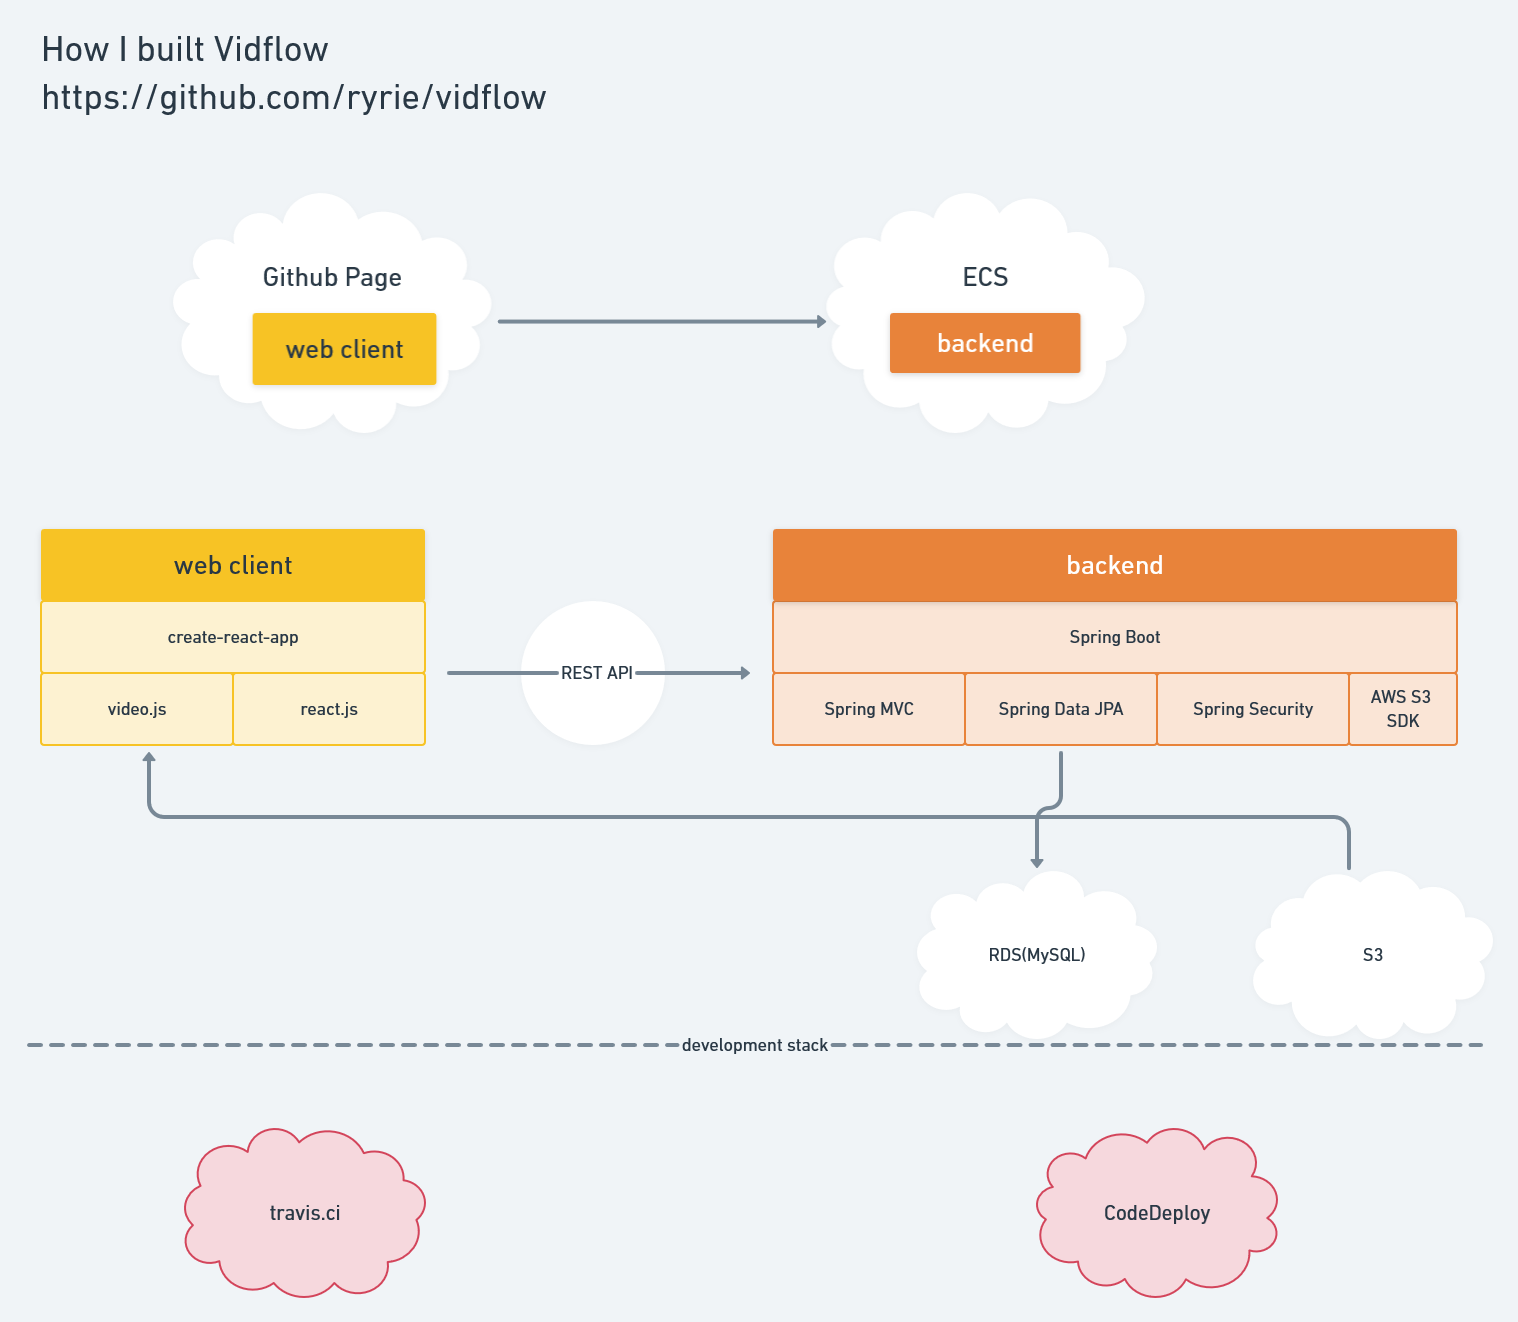 How I built Vidflow
https://github.com/ryrie/vidflow
Github Page
web client
ECS
backend
web client
create-react-app
video.js
react.js
REST API
backend
Spring Boot
Spring MVC
Spring Data JPA
Spring Security
AWS S3
SDK
RDS(MySQL)
S3
development stack
travis.ci
CodeDeploy